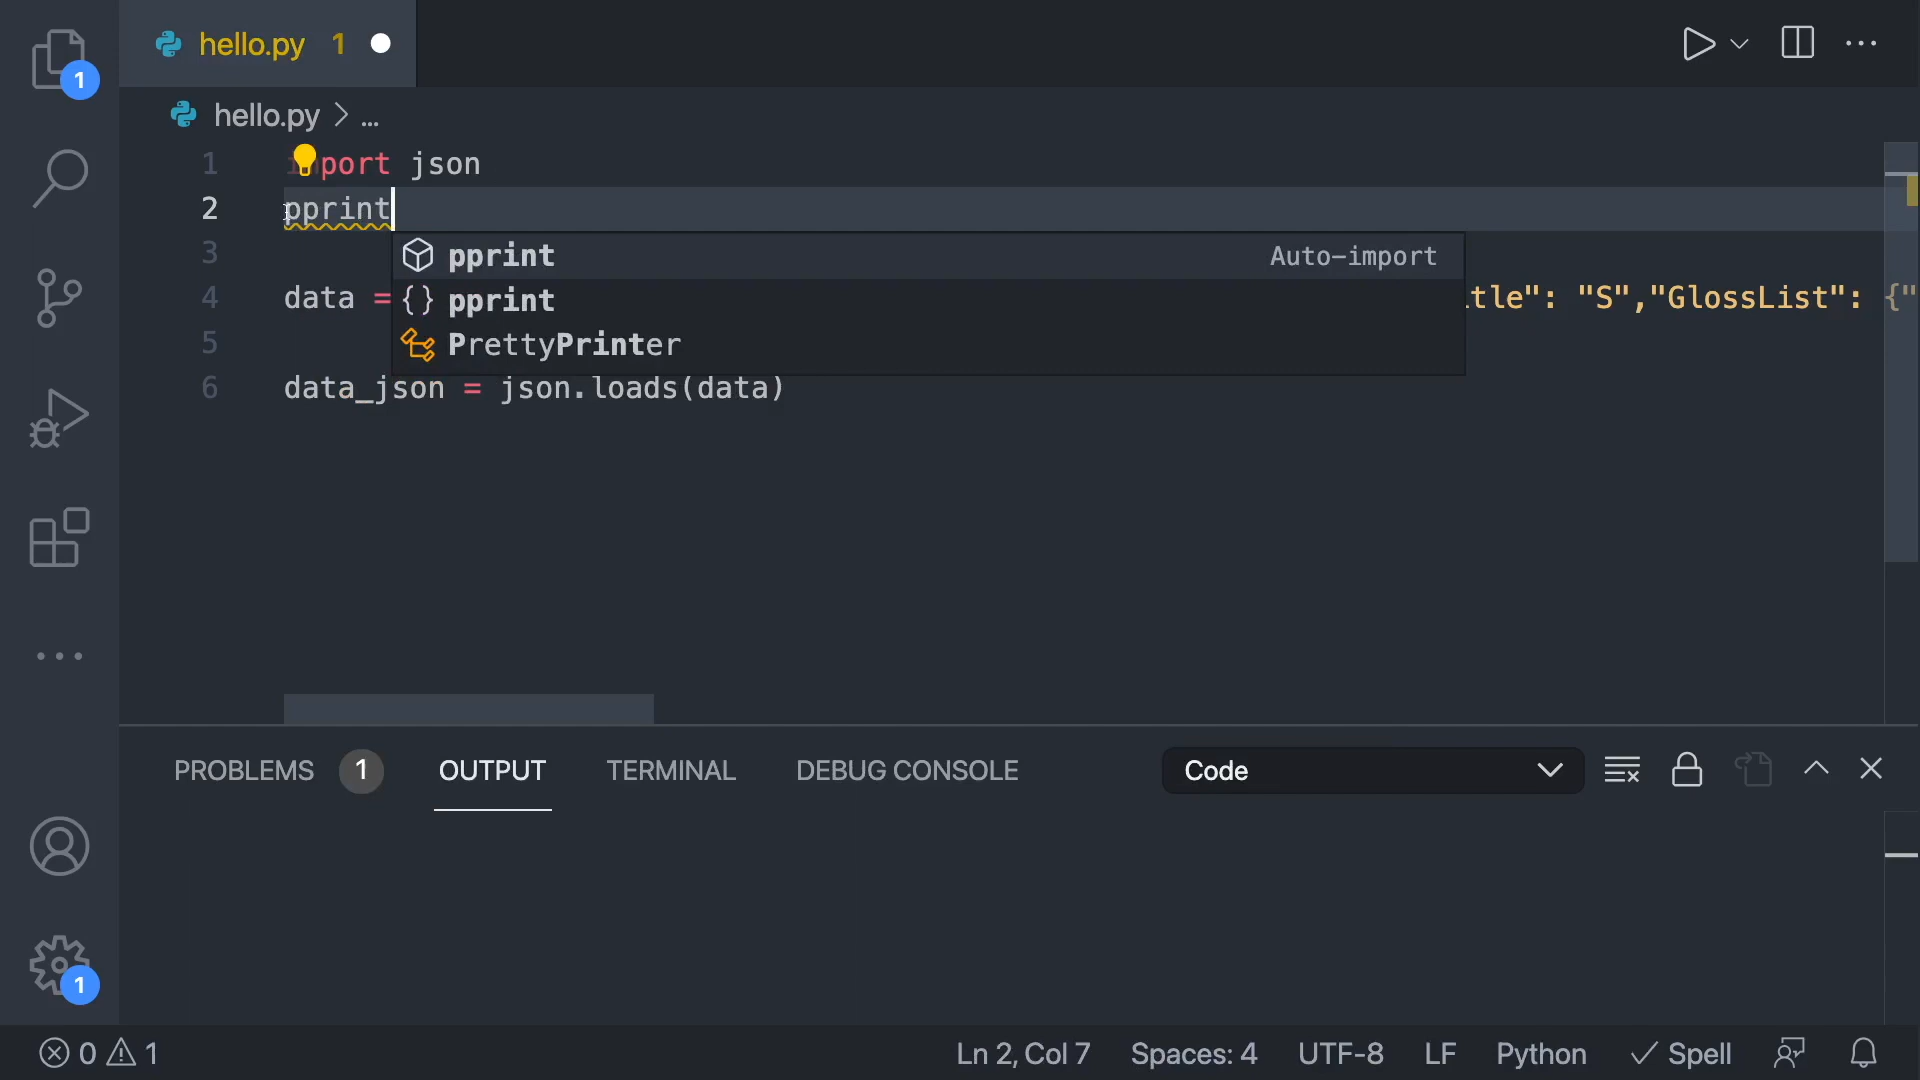 hello.py 1
1
hello.py > ...
1 import json
2 pprint
pprint Auto-import
3
pprint
4 data = tle": "S","GlossList": {"
PrettyPrinter
5
6 data_json = json.loads(data)
PROBLEMS 1 OUTPUT TERMINAL DEBUG CONSOLE Code
1
0 1 Ln 2, Col 7 Spaces: 4 UTF-8 LF Python Spell